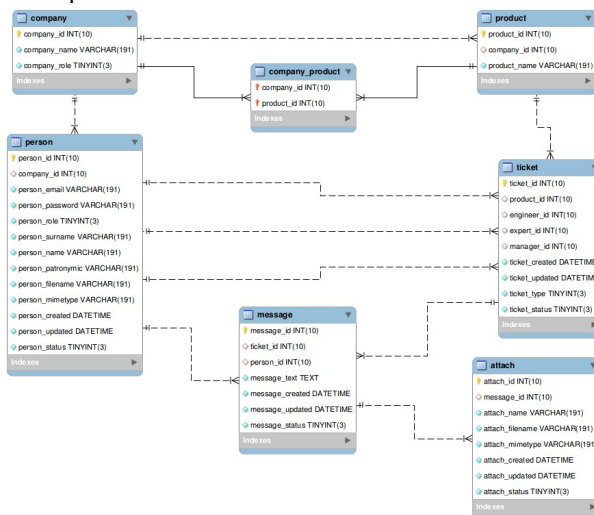 company
company_id INT(10)
company_name VARCHAR(191)
company_role TINYINT(3)
Indexes
product
product_id INT(10)
company_id INT(10)
product_name VARCHAR(191)
Indexes
company_product
company_id INT(10)
product_id INT(10)
Indexes
person
person_id INT(10)
company_id INT(10)
person_email VARCHAR(191)
person_password VARCHAR(191)
person_role TINYINT(3)
person_surname VARCHAR(191)
person_name VARCHAR(191)
person_patronymic VARCHAR(191)
person_filename VARCHAR(191)
person_mimetype VARCHAR(191)
person_created DATETIME
person_updated DATETIME
person_status TINYINT(3)
Indexes
ticket
ticket_id INT(10)
product_id INT(10)
engineer_id INT(10)
expert_id INT(10)
manager_id INT(10)
ticket_created DATETIME
ticket_updated DATETIM
ticket_type TINYINT(3)
ticket_status TINYINT(3)
Indexes
message
message_id INT(10)
ticket_id INT(10)
person_id INT(10)
message_text TEXT
message_created DATETIME
message_updated DATETIME
message_status TINYINT(3)
Indexes
attach
attach_id INT(10)
message_id INT(10)
attach_name VARCHAR(191)
attach_filename VARCHAR(191)
attach_mimetype VARCHAR(191
attach_created DATETIME
attach_updated DATETIME
attach_status TINYINT(3)
Indexes